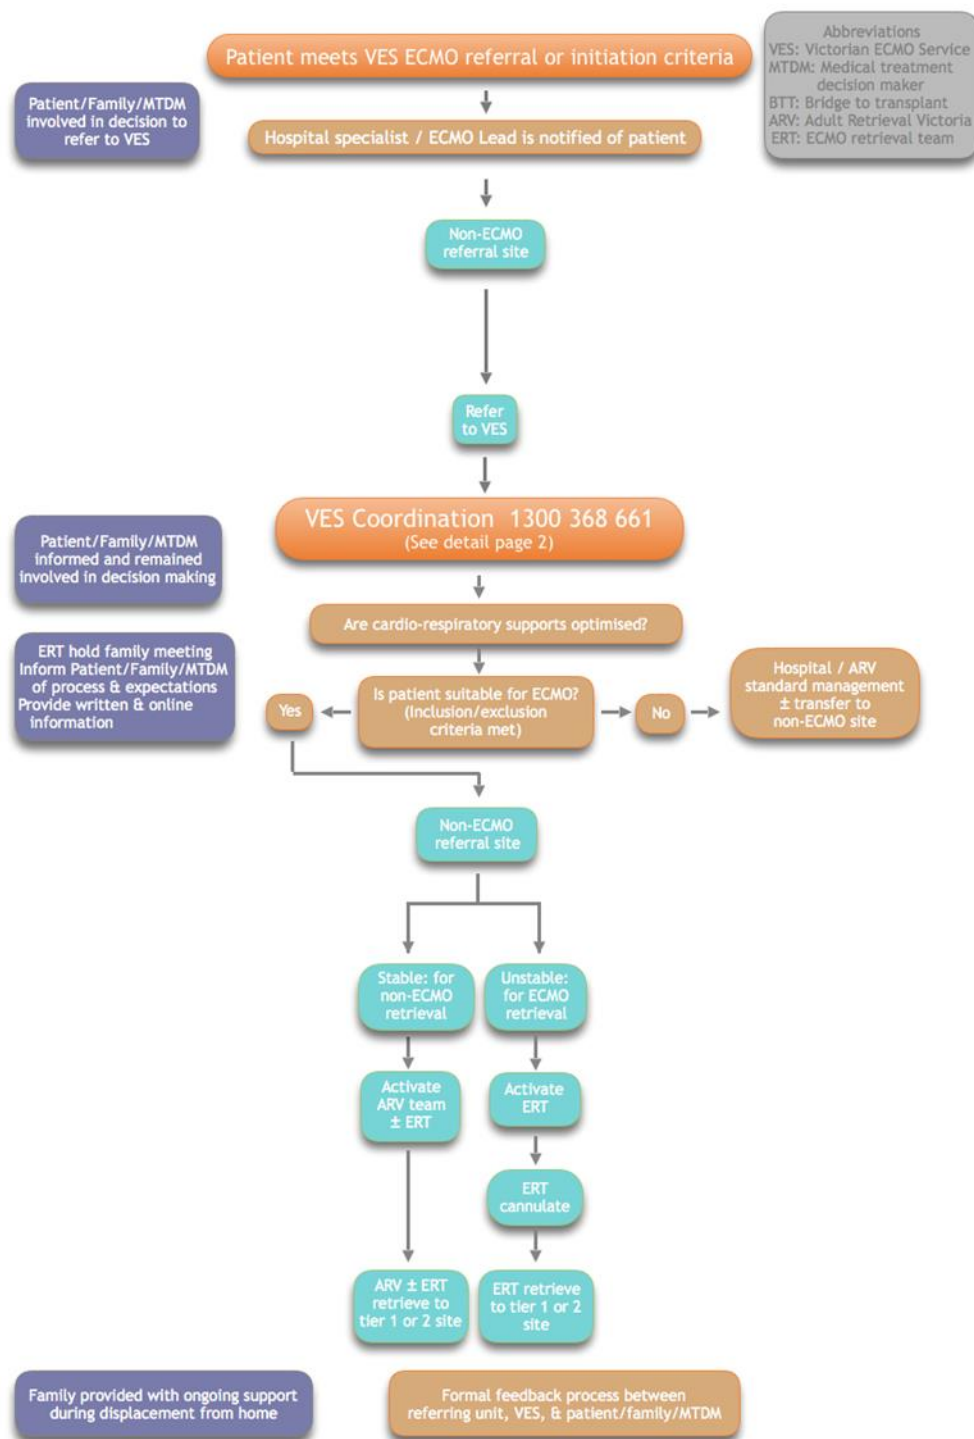 Patient meets VES ECMO referral or initiation criteria
Abbreviations
VES: Victorian ECMO Service
MTDM: Medical treatment
decision maker
BTT: Bridge to transplant
ARV: Adult Retrieval Victoria
ERT: ECMO retrieval team
Patient/Family/MTDM
involved in decision to
refer to VES
Hospital specialist / ECMO Lead is notified of patient
Non-ECMO
referral site
Refer
to VES
VES Coordination 1300 368 661
(See detail page 2)
Patient/Family/MTDM
informed and remained
involved in decision making
Are cardio-respiratory supports optimised?
ERT hold family meeting
Inform Patient/Family/MTDM
of process & expectations
Provide written & online
information
Yes
Is patient suitable for ECMO?
(Inclusion/exclusion
criteria met)
No
Hospital / ARV
standard management
± transfer to
non-ECMO site
Non-ECMO
referral site
Stable: for
non-ECMO
retrieval
Unstable:
for ECMO
retrieval
Activate
ARV team
± ERT
Activate
ERT
ERT
cannulate
ARV ± ERT
retrieve to
tier 1 or 2 site
ERT retrieve
to tier 1 or 2
site
Family provided with ongoing support
during displacement from home
Formal feedback process between
referring unit, VES, & patient/family/MTDM